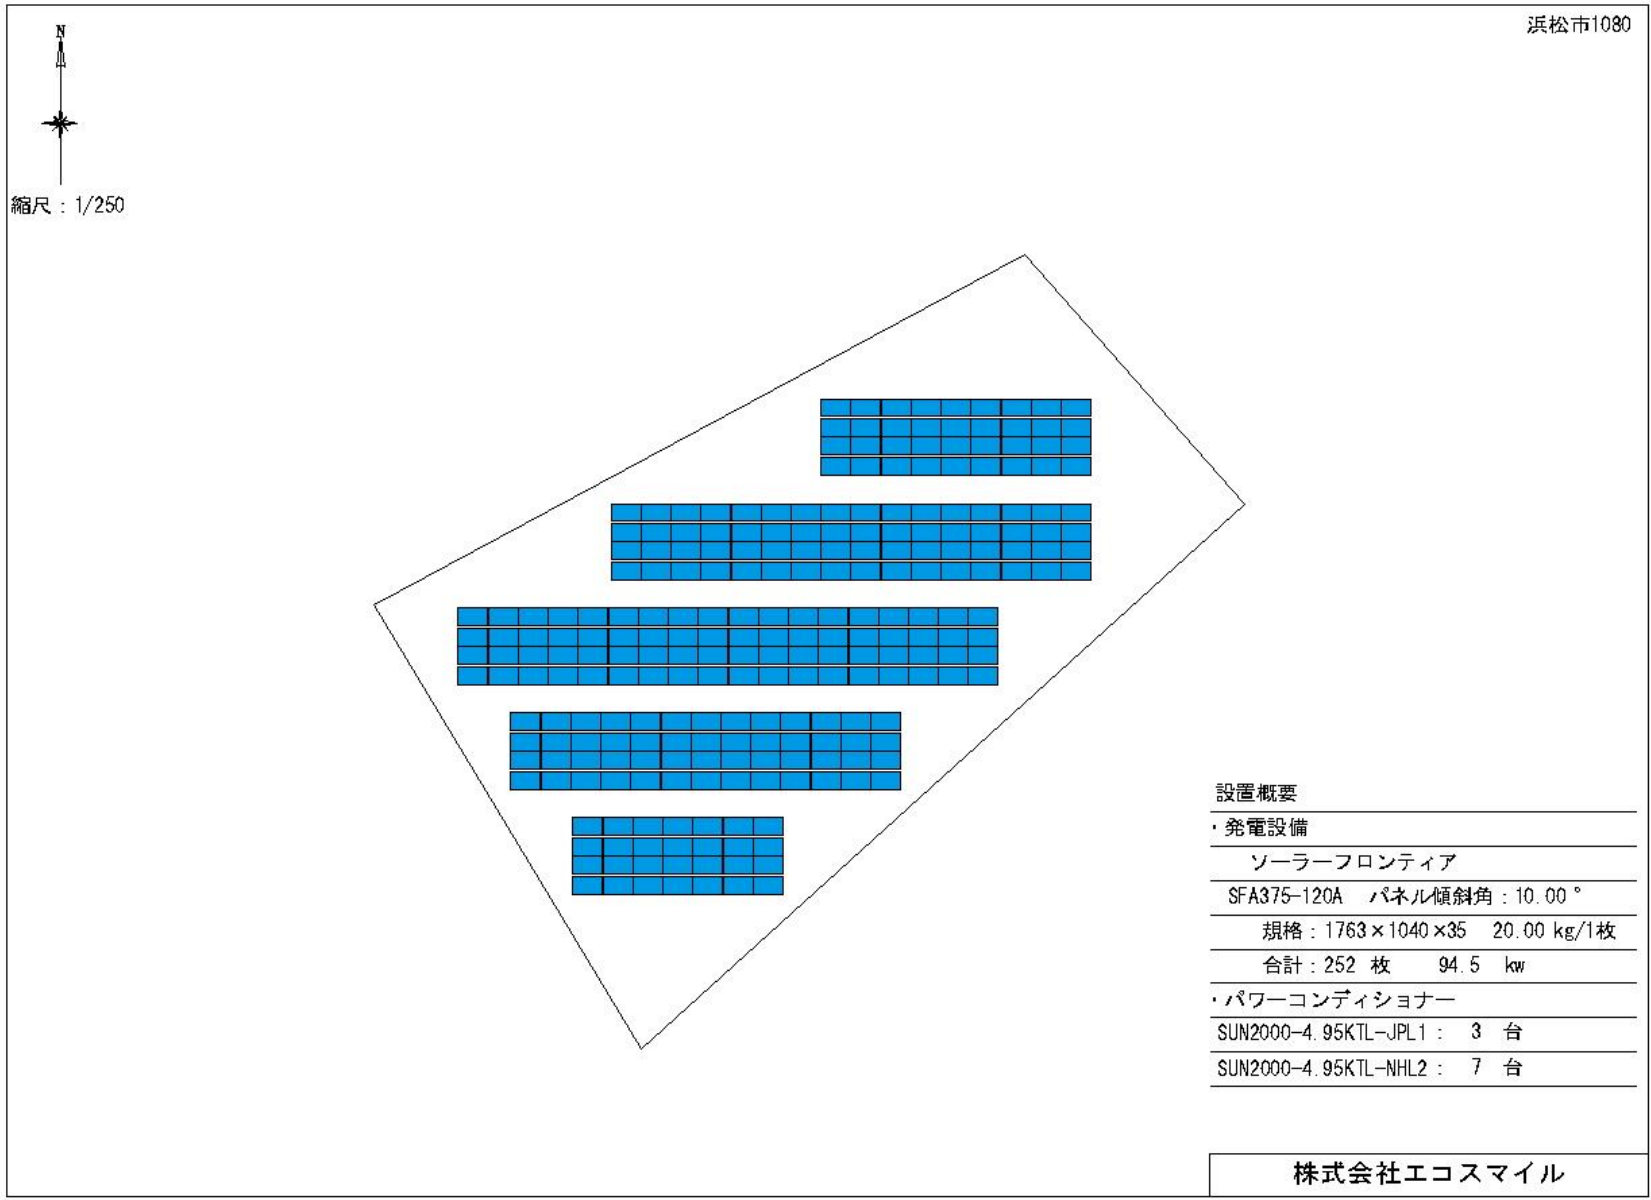 浜松市1080
N
縮尺：1/250
設置概要
・発電設備
ソーラーフロンティア
SFA375-120A パネル傾斜角：10.00°
規格：1763×1040×35 20.00 kg/1枚
合計：252 枚 94.5 kw
・パワーコンディショナー
SUN2000-4.95KTL-JPL1： 3 台
SUN2000-4.95KTL-NHL2： 7 台
株式会社エコスマイル